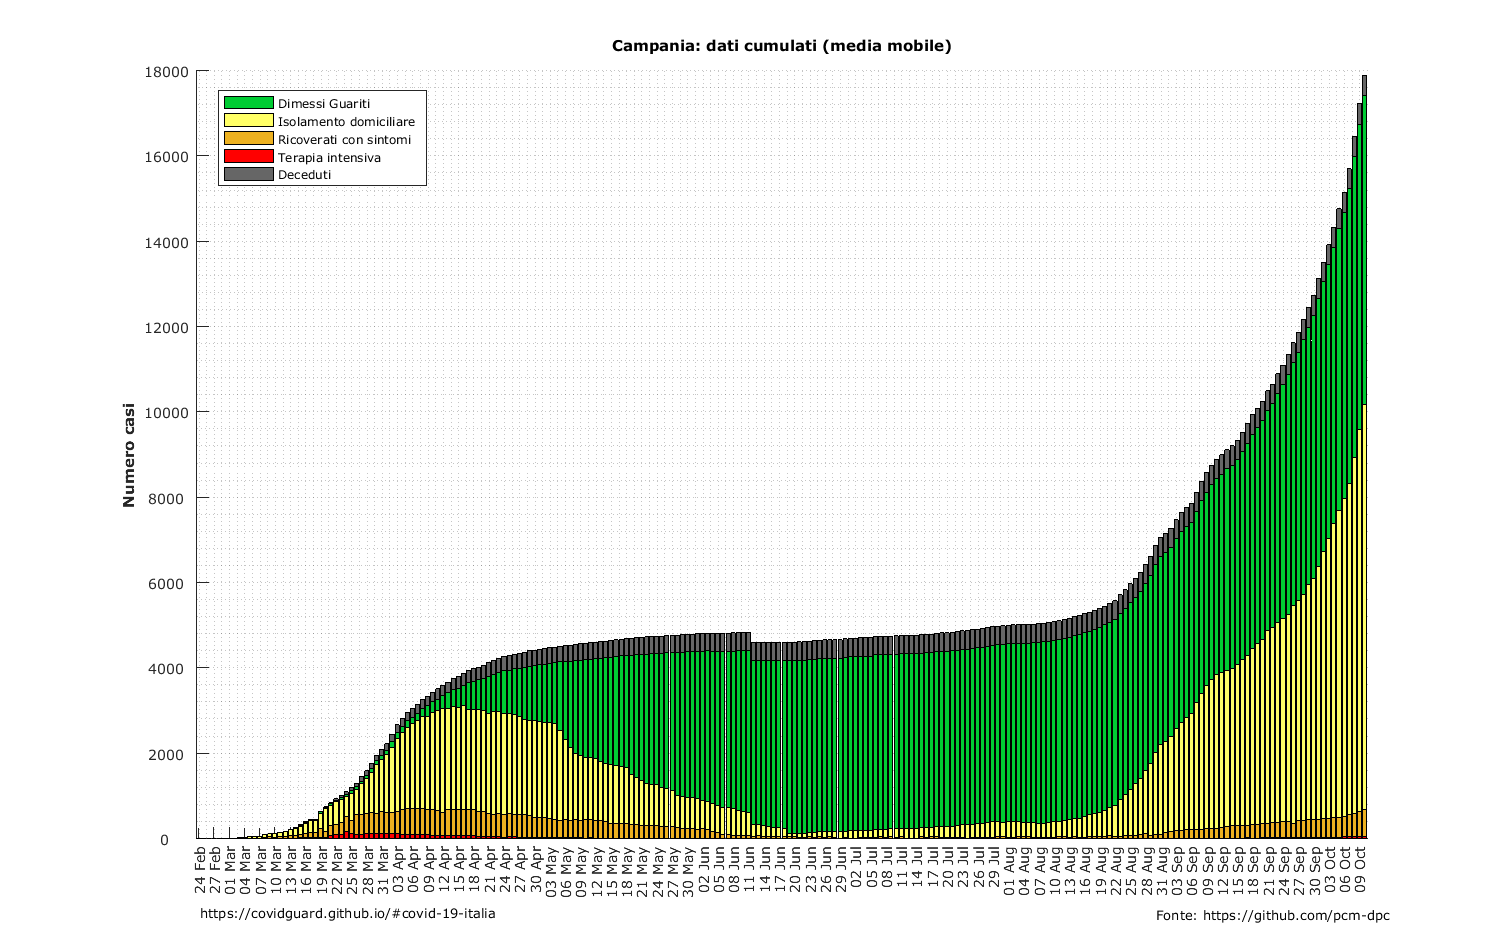 Campania: dati cumulati (media mobile)
18000
16000
14000
12000
10000
8000
6000
4000
2000
0
Numero casi
Dimessi Guariti
Isolamento domiciliare
Ricoverati con sintomi
Terapia intensiva
Deceduti
24 Feb
27 Feb
01 Mar
04 Mar
07 Mar
10 Mar
13 Mar
16 Mar
19 Mar
22 Mar
25 Mar
28 Mar
31 Mar
03 Apr
06 Apr
09 Apr
12 Apr
15 Apr
18 Apr
21 Apr
24 Apr
27 Apr
30 Apr
03 May
06 May
09 May
12 May
15 May
18 May
21 May
24 May
27 May
30 May
02 Jun
05 Jun
08 Jun
11 Jun
14 Jun
17 Jun
20 Jun
23 Jun
26 Jun
29 Jun
02 Jul
05 Jul
08 Jul
11 Jul
14 Jul
17 Jul
20 Jul
23 Jul
26 Jul
29 Jul
01 Aug
04 Aug
07 Aug
10 Aug
13 Aug
16 Aug
19 Aug
22 Aug
25 Aug
28 Aug
31 Aug
03 Sep
06 Sep
09 Sep
12 Sep
15 Sep
18 Sep
21 Sep
24 Sep
27 Sep
30 Sep
03 Oct
06 Oct
09 Oct
https://covidguard.github.io/#covid-19-italia
Fonte: https://github.com/pcm-dpc